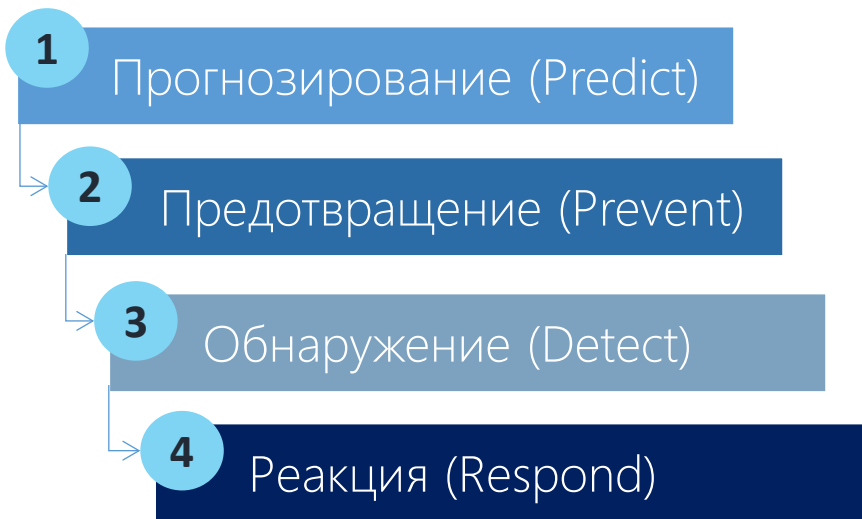 1
Прогнозирование (Predict)
2
Предотвращение (Prevent)
3
Обнаружение (Detect)
4
Реакция (Respond)